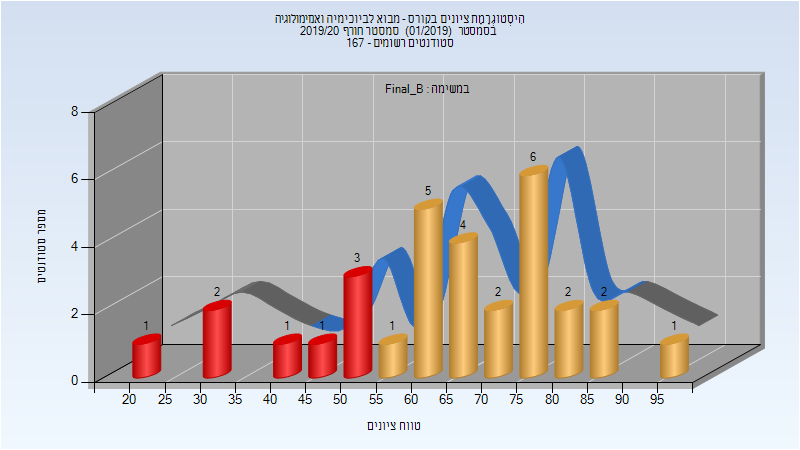 היסטוגרמת ציונים בקורס - מבוא לביוכימיה ואנזימולוגיה
בסמסטר (01/2019) סמסטר חורף 2019/20
סטודנטים רשומים - 167
במשימה : Final_B
מספר סטודנטים
8
6
4
2
0
1
2
1
1
3
1
5
4
2
6
2
2
1
20 25 30 35 40 45 50 55 60 65 70 75 80 85 90 95
טווח ציונים